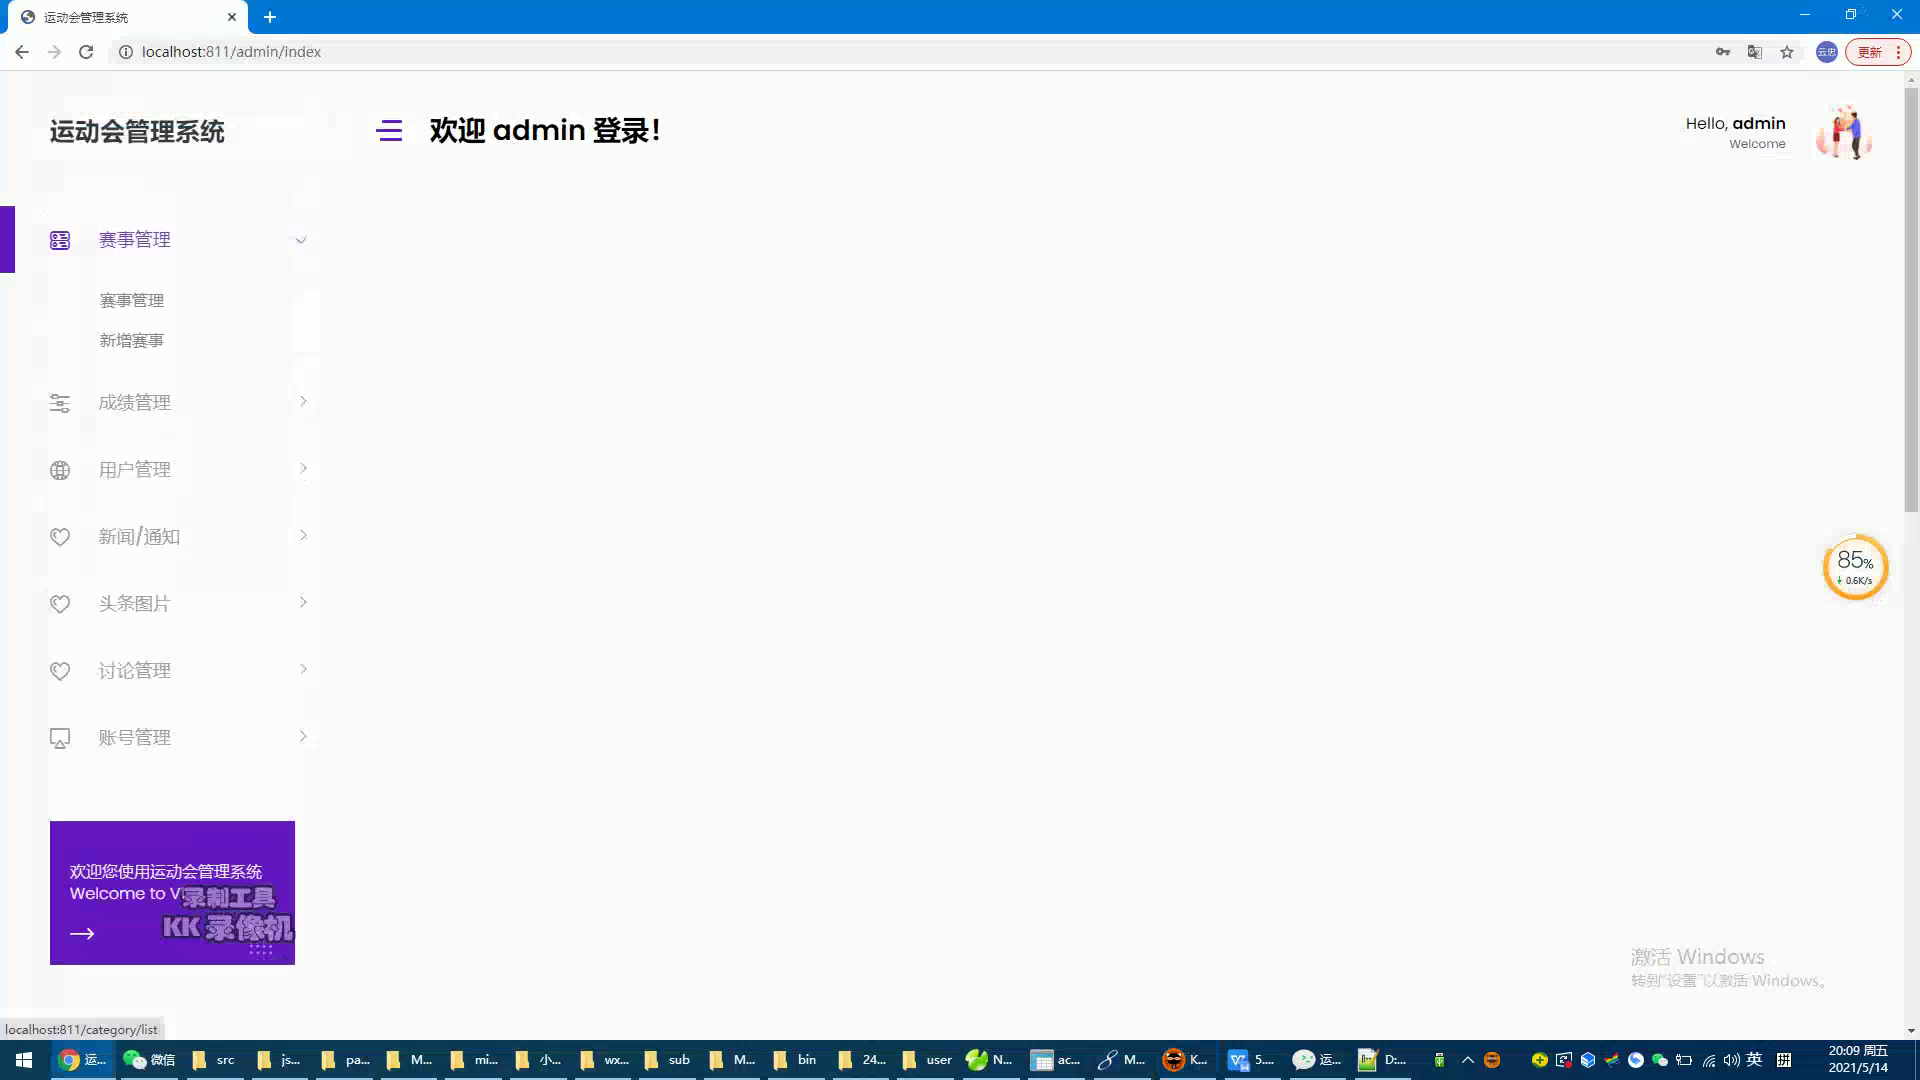 运动会管理系统
localhost:811/admin/index
云忠
更新
运动会管理系统
欢迎 admin 登录!
Hello, admin
Welcome
赛事管理
赛事管理
新增赛事
成绩管理
用户管理
新闻/通知
头条图片
讨论管理
账号管理
85%
0.6K/s
欢迎您使用运动会管理系统
Welcome to V
录制工具
KK 录像机
激活 Windows
转到"设置"以激活 Windows。
localhost:811/category/list
运... 微信 src js... pa... M... mi... 小... wx... sub M... bin 24... user N... ac... M... K... 5.... 运... D:... 英 拼
20:09 周五
2021/5/14